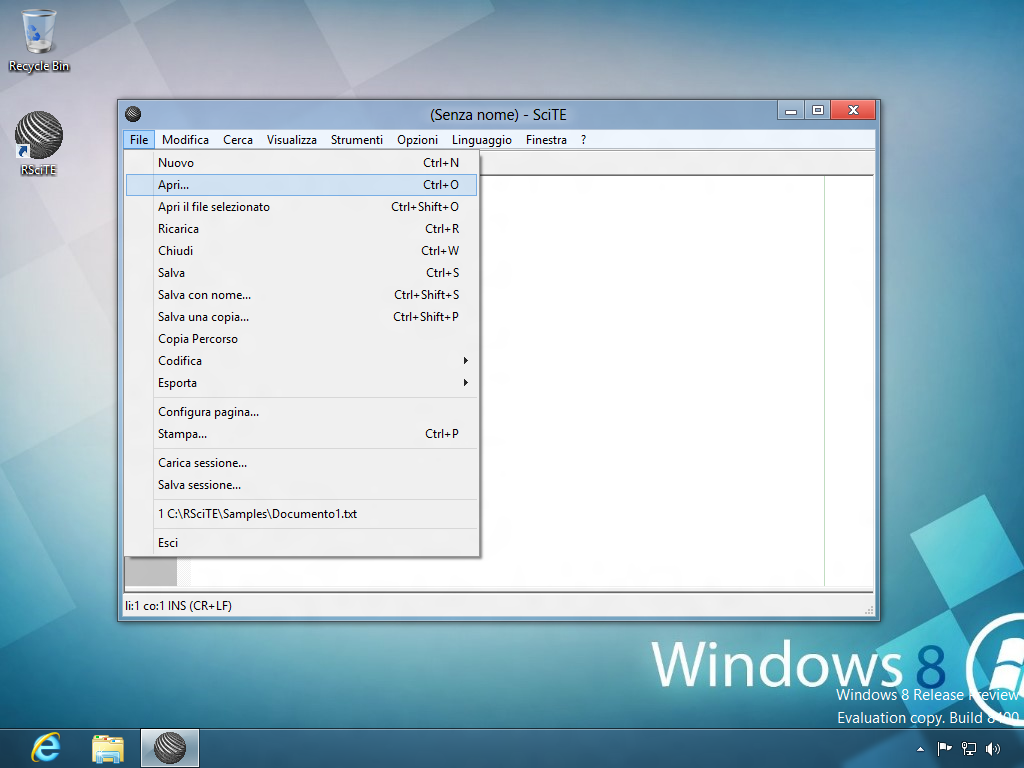 Recycle Bin
RSciTE
(Senza nome) - SciTE
File Modifica Cerca Visualizza Strumenti Opzioni Linguaggio Finestra ?
Nuovo Ctrl+N
Apri... Ctrl+O
Apri il file selezionato Ctrl+Shift+O
Ricarica Ctrl+R
Chiudi Ctrl+W
Salva Ctrl+S
Salva con nome... Ctrl+Shift+S
Salva una copia... Ctrl+Shift+P
Copia Percorso
Codifica
Esporta
Configura pagina...
Stampa... Ctrl+P
Carica sessione...
Salva sessione...
1 C:\RSciTE\Samples\Documento1.txt
Esci
li:1 co:1 INS (CR+LF)
Windows 8
Windows 8 Release Preview
Evaluation copy. Build 8400